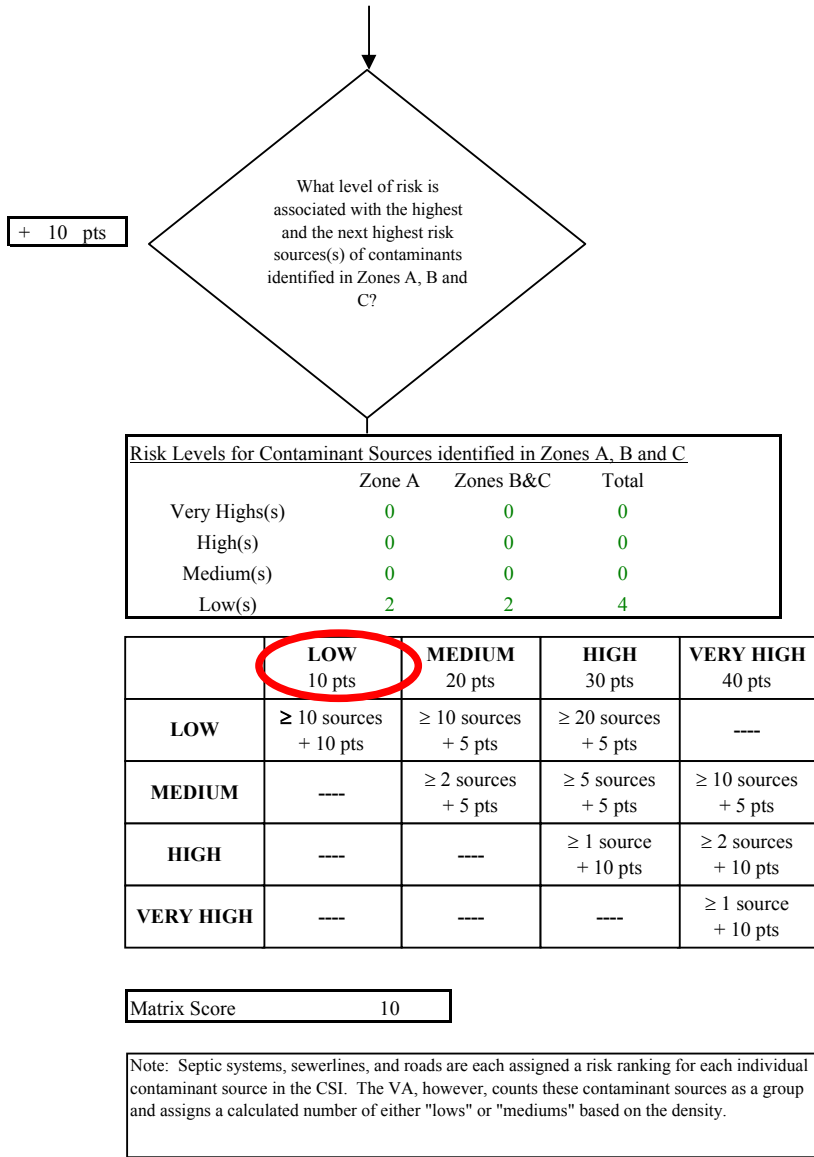 What level of risk is
associated with the highest
and the next highest risk
sources(s) of contaminants
identified in Zones A, B and
C?
+ 10 pts
Risk Levels for Contaminant Sources identified in Zones A, B and C
Zone A Zones B&C Total
Very Highs(s) 0 0 0
High(s) 0 0 0
Medium(s) 0 0 0
Low(s) 2 2 4
LOW MEDIUM HIGH VERY HIGH
10 pts 20 pts 30 pts 40 pts
LOW ≥ 10 sources ≥ 10 sources ≥ 20 sources ----
+ 10 pts + 5 pts + 5 pts
MEDIUM ---- ≥ 2 sources ≥ 5 sources ≥ 10 sources
+ 5 pts + 5 pts + 5 pts
HIGH ---- ---- ≥ 1 source ≥ 2 sources
+ 10 pts + 10 pts
VERY HIGH ---- ---- ---- ≥ 1 source
+ 10 pts
Matrix Score 10
Note: Septic systems, sewerlines, and roads are each assigned a risk ranking for each individual
contaminant source in the CSI. The VA, however, counts these contaminant sources as a group
and assigns a calculated number of either "lows" or "mediums" based on the density.